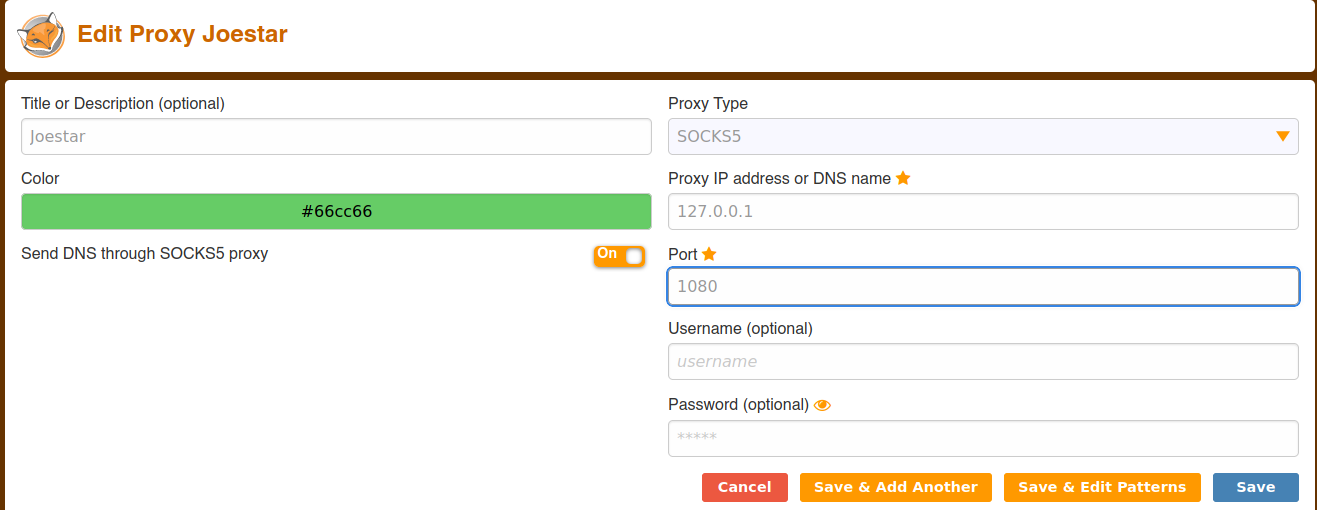 Edit Proxy Joestar
Title or Description (optional)
Joestar
Color
#66cc66
Send DNS through SOCKS5 proxy
On
Proxy Type
SOCKS5
Proxy IP address or DNS name
127.0.0.1
Port
1080
Username (optional)
username
Password (optional)
*****
Cancel
Save & Add Another
Save & Edit Patterns
Save